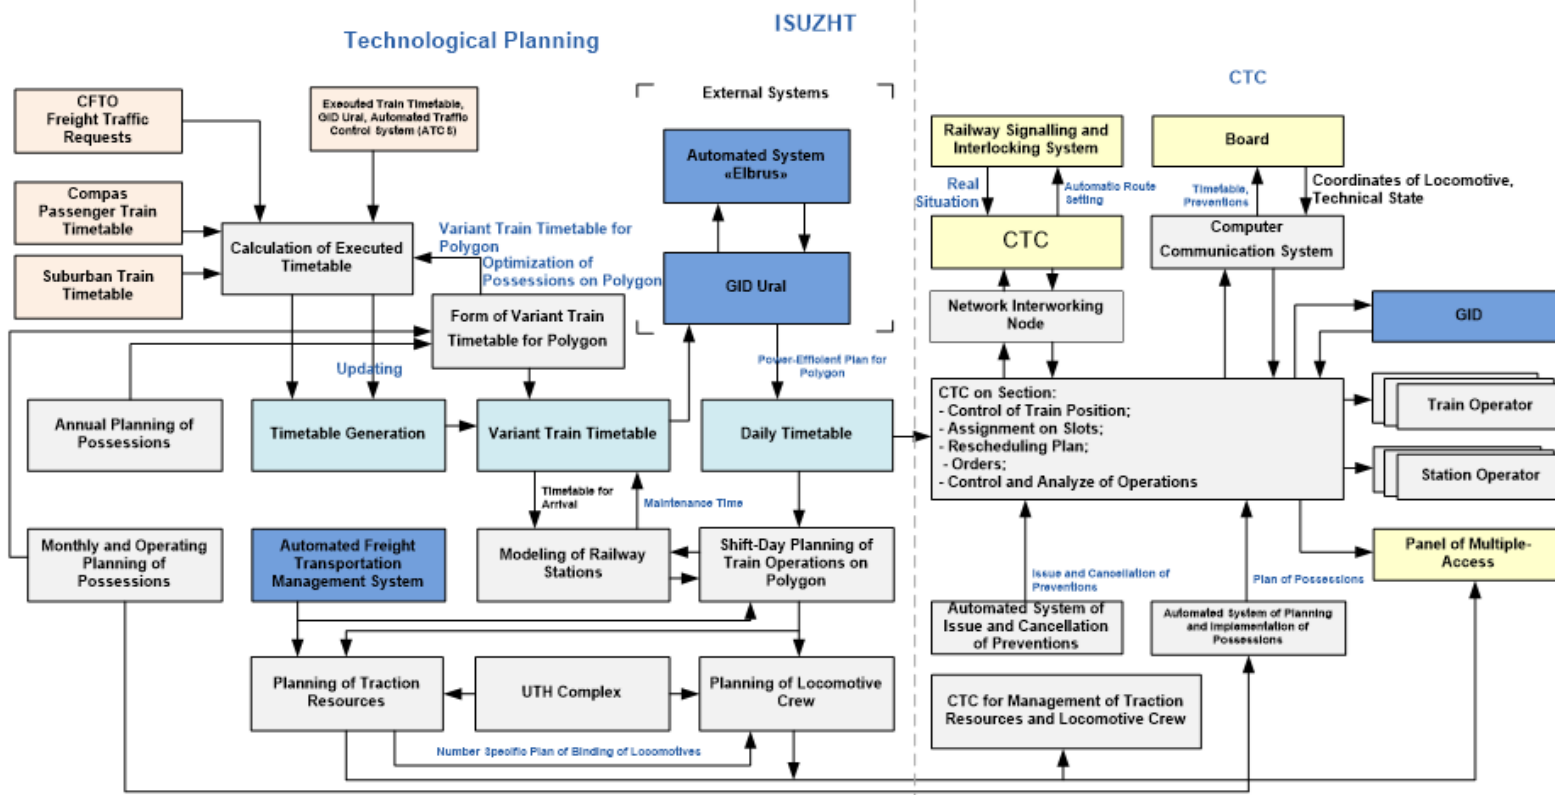 ISUZHT
Technological Planning
CTC
CFTO
Freight Traffic
Requests
Executed Train Timetable,
GID Ural, Automated Traffic
Control System (ATC S)
External Systems
Automated System
«Elbrus»
Railway Signalling and
Interlocking System
Board
Compas
Passenger Train
Timetable
Real
Situation
Automatic Route
Setting
Timetable,
Preventions
Coordinates of Locomotive,
Technical State
Calculation of Executed
Timetable
Variant Train Timetable for
Polygon
Optimization of
Possessions on Polygon
CTC
Computer
Communication System
Suburban Train
Timetable
GID Ural
Form of Variant Train
Timetable for Polygon
Network Interworking
Node
GID
Updating
Power-Efficient Plan for
Polygon
Annual Planning of
Possessions
Timetable Generation
Variant Train Timetable
Daily Timetable
CTC on Section:
- Control of Train Position;
- Assignment on Slots;
- Rescheduling Plan;
- Orders;
- Control and Analyze of Operations
Train Operator
Station Operator
Timetable for
Arrival
Maintenance Time
Monthly and Operating
Planning of
Possessions
Automated Freight
Transportation
Management System
Modeling of Railway
Stations
Shift-Day Planning of
Train Operations on
Polygon
Panel of Multiple-
Access
Issue and Cancellation of
Preventions
Plan of Possessions
Automated System of
Issue and Cancellation
of Preventions
Automated System of Planning
and Implementation of
Possessions
Planning of Traction
Resources
UTH Complex
Planning of Locomotive
Crew
CTC for Management of Traction
Resources and Locomotive Crew
Number Specific Plan of Binding of Locomotives